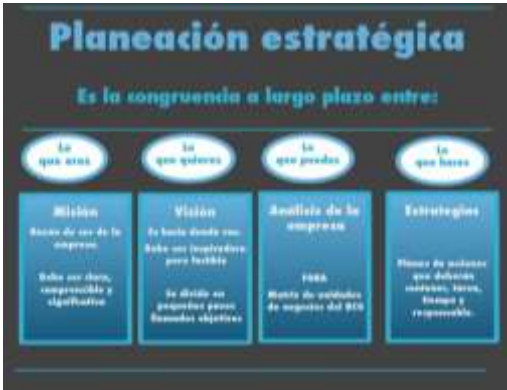 Planeación estratégica
Es la congruencia a largo plazo entre:
Lo
que eres
Lo
que quieres
Lo
que puedes
Lo
que haces
Misión
Razón de ser de la
empresa.
Debe ser clara,
comprensible y
significativa
Visión
Es hacia donde vas.
Debe ser inspiradora
pero factible
Se divide en
pequeños pasos
llamados objetivos
Análisis de la
empresa
FODA
Matriz de unidades
de negocios del BCG
Estrategias
Planes de acciones
que deberán
contener, tarea,
tiempo y
responsable.